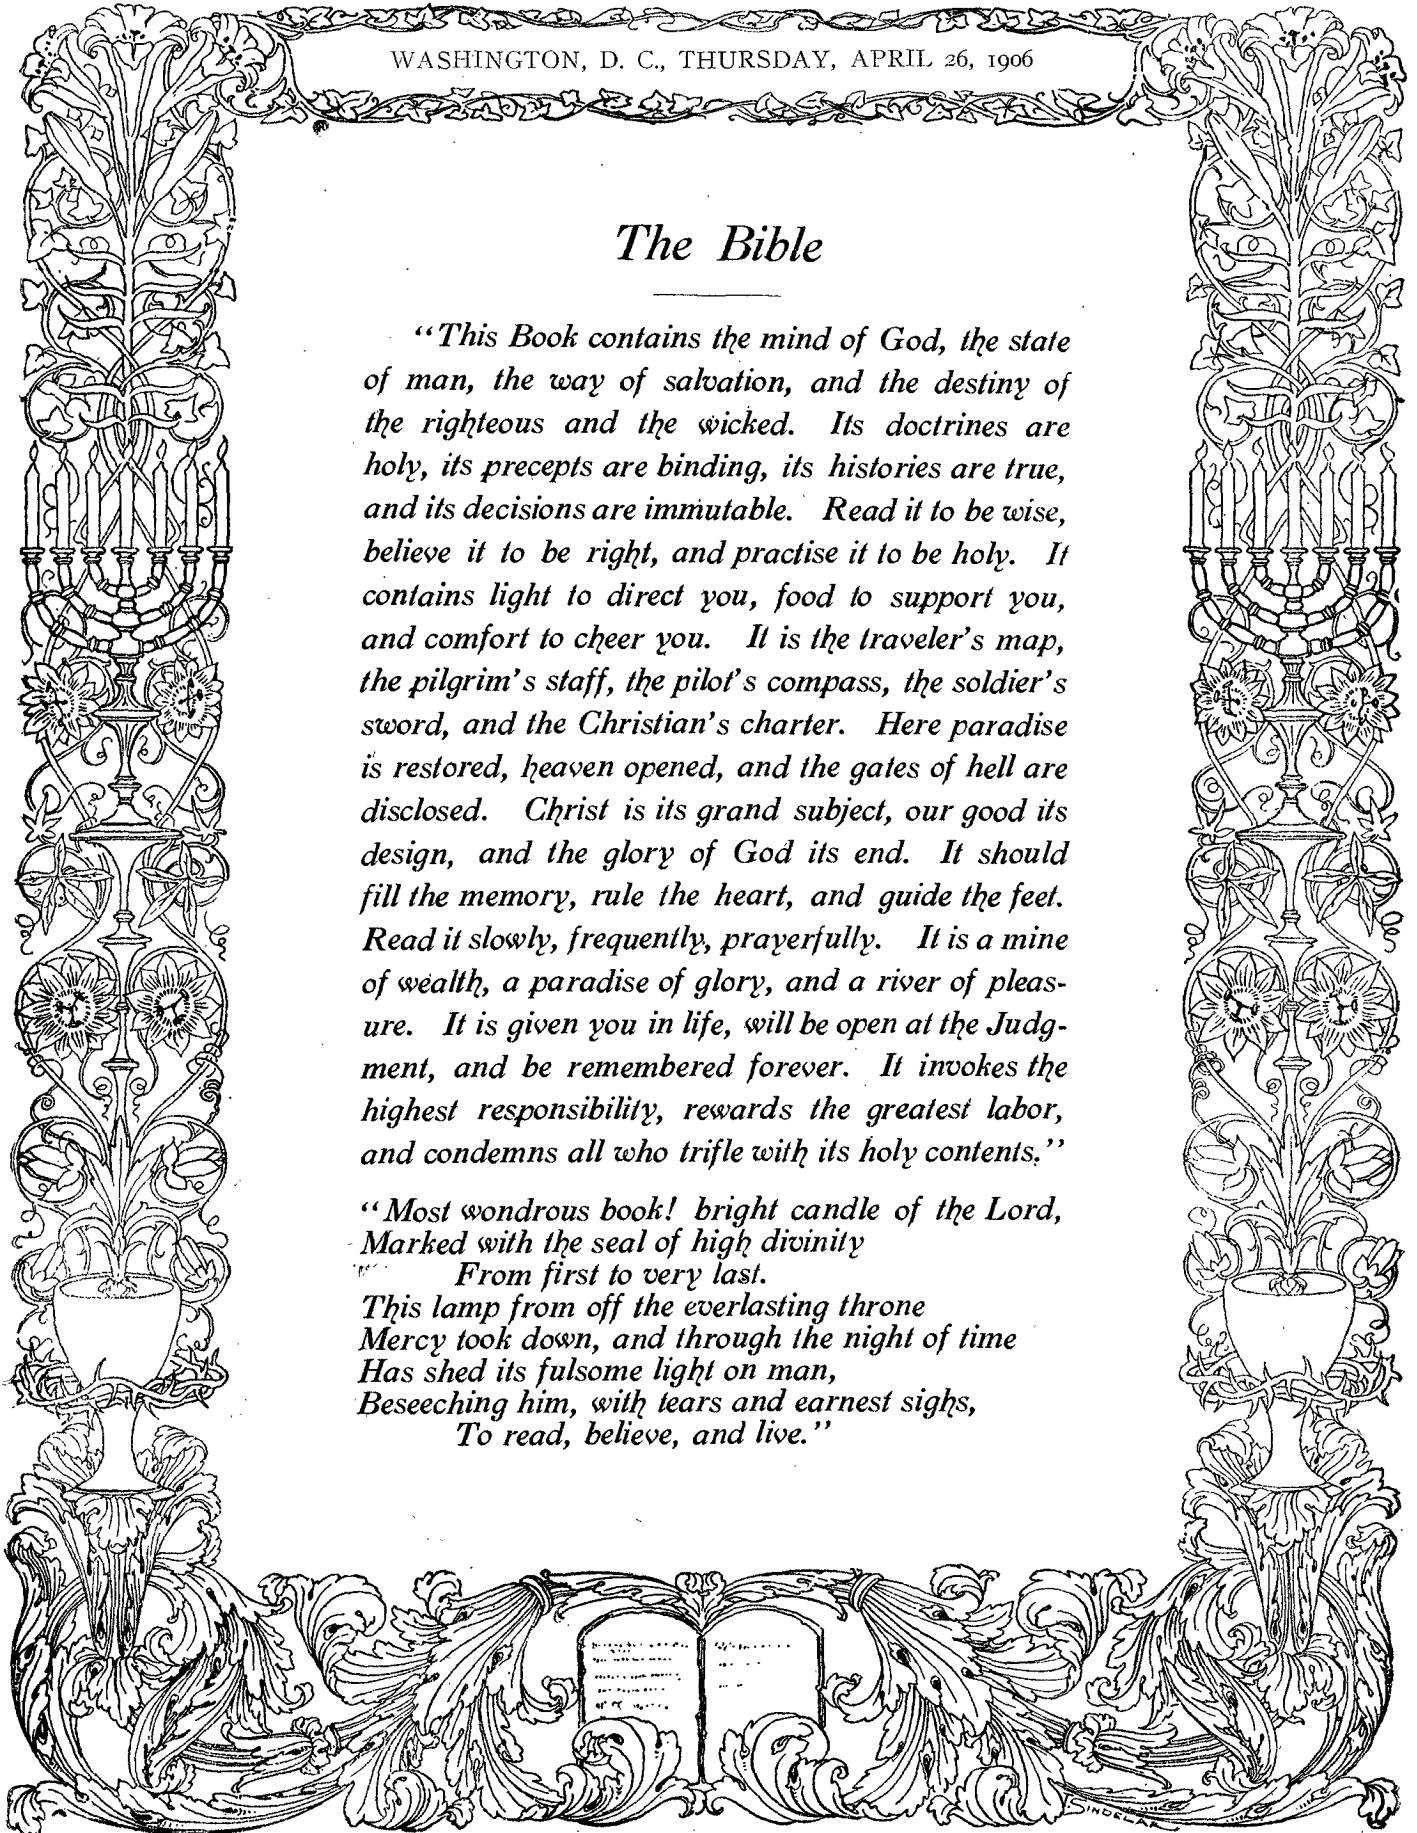 WASHINGTON, D. C., THURSDAY, APRIL 26, 1906
The Bible
"This Book contains the mind of God, the state
of man, the way of salvation, and the destiny of
the righteous and the wicked. Its doctrines are
holy, its precepts are binding, its histories are true,
and its decisions are immutable. Read it to be wise,
believe it to be right, and practise it to be holy. It
contains light to direct you, food to support you,
and comfort to cheer you. It is the traveler's map,
the pilgrim's staff, the pilot's compass, the soldier's
sword, and the Christian's charter. Here paradise
is restored, heaven opened, and the gates of hell are
disclosed. Christ is its grand subject, our good its
design, and the glory of God its end. It should
fill the memory, rule the heart, and guide the feet.
Read it slowly, frequently, prayerfully. It is a mine
of wealth, a paradise of glory, and a river of pleas-
ure. It is given you in life, will be open at the Judg-
ment, and be remembered forever. It invokes the
highest responsibility, rewards the greatest labor,
and condemns all who trifle with its holy contents."
"Most wondrous book! bright candle of the Lord,
Marked with the seal of high divinity
From first to very last.
This lamp from off the everlasting throne
Mercy took down, and through the night of time
Has shed its fulsome light on man,
Beseeching him, with tears and earnest sighs,
To read, believe, and live."
SINDELAR